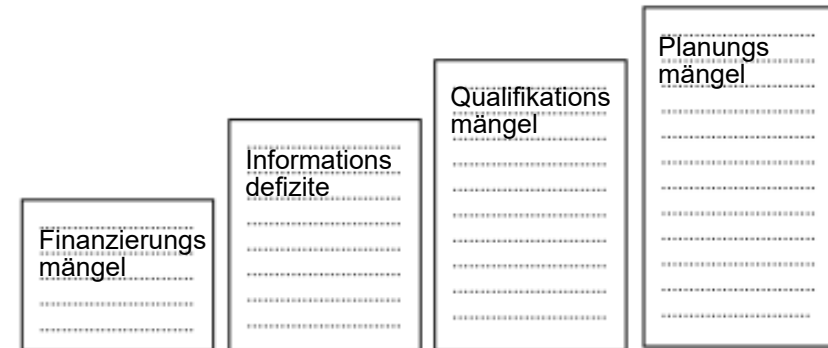 Finanzierungs
mängel
Informations
defizite
Qualifikations
mängel
Planungs
mängel